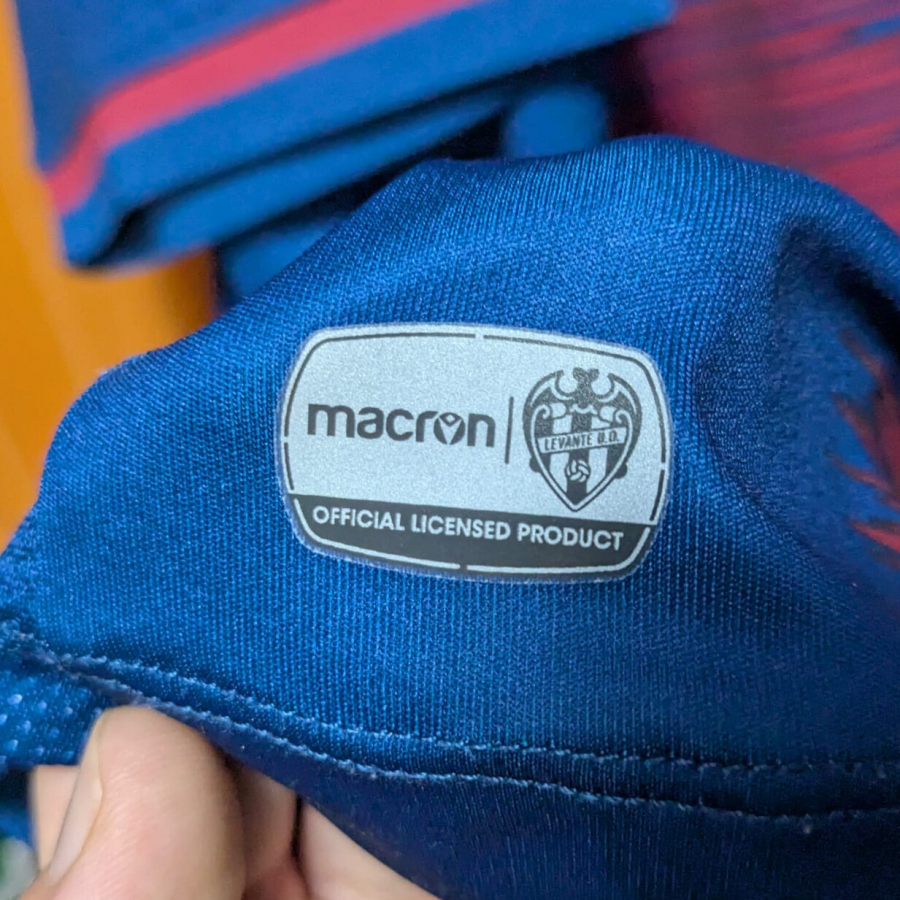 macron
LEVANTE U.D.
OFFICIAL LICENSED PRODUCT